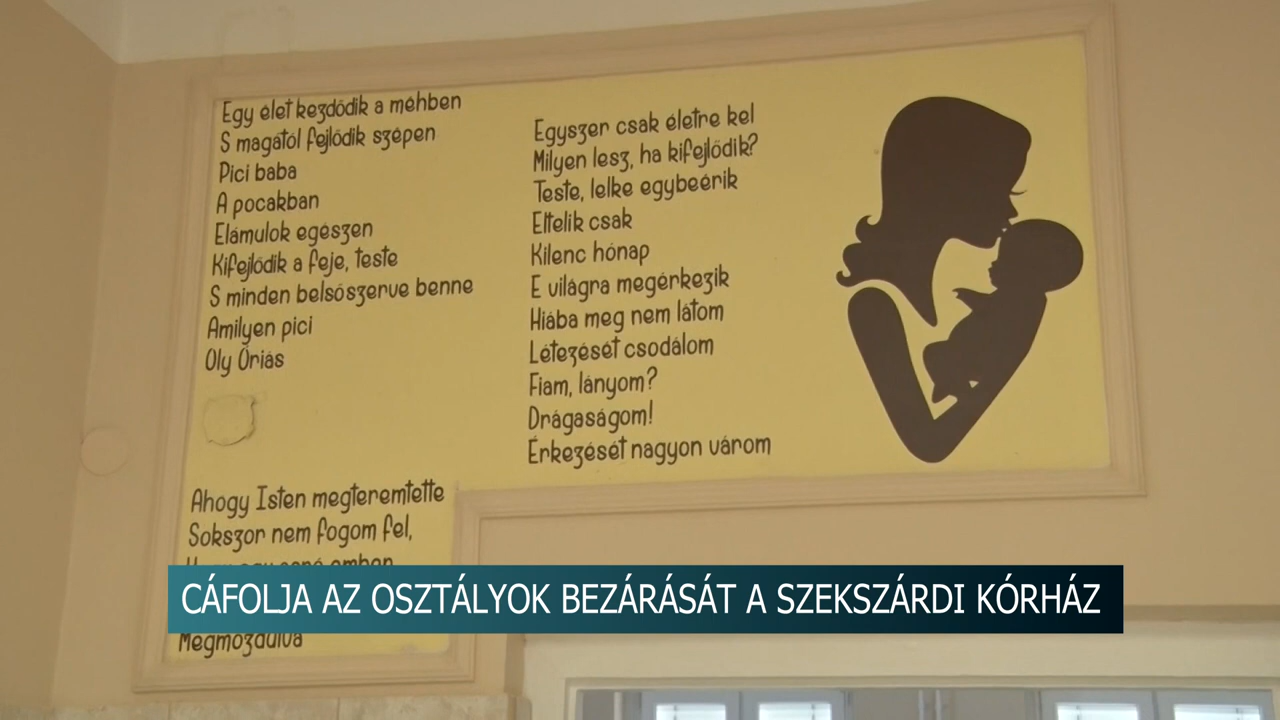 Egy élet kezdődik a méhben
S magától fejlődik szépen
Pici baba
A pocakban
Elámulok egészen
Kifejlődik a feje, teste
S minden belsőszerve benne
Amilyen pici
Oly Óriás
Ahogy Isten megteremtette
Sokszor nem fogom fel,
Megmozdulva
Egyszer csak életre kel
Milyen lesz, ha kifejlődik?
Teste, lelke egybeérik
Eltelik csak
Kilenc hónap
E világra megérkezik
Hiába meg nem látom
Létezését csodálom
Fiam, lányom?
Drágaságom!
Érkezését nagyon várom
CÁFOLJA AZ OSZTÁLYOK BEZÁRÁSÁT A SZEKSZÁRDI KÓRHÁZ